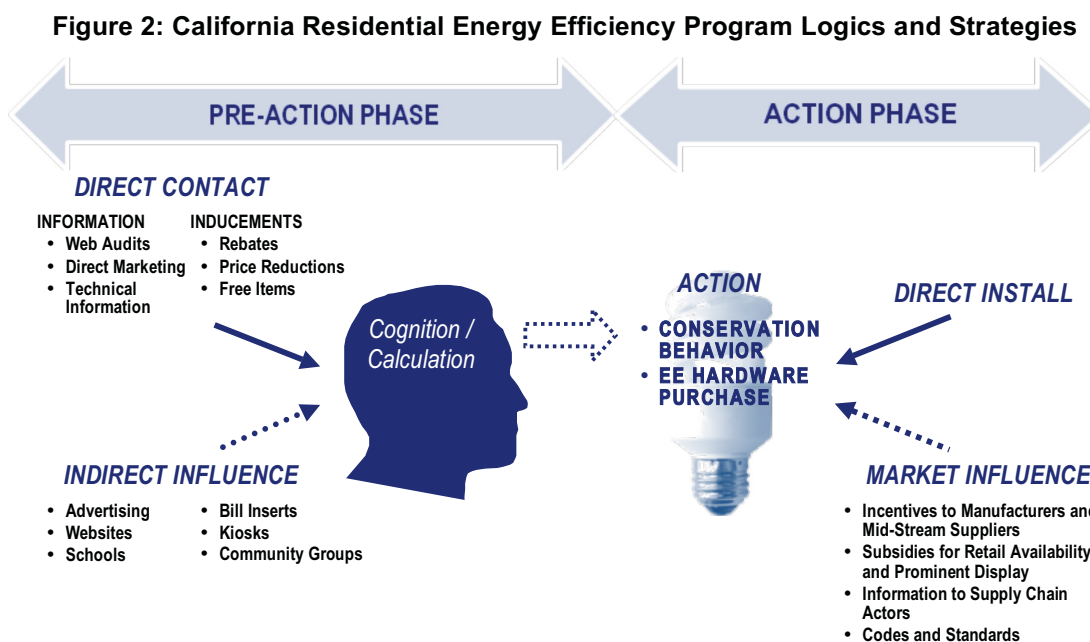 Figure 2: California Residential Energy Efficiency Program Logics and Strategies
PRE-ACTION PHASE
ACTION PHASE
DIRECT CONTACT
INFORMATION
• Web Audits
• Direct Marketing
• Technical
Information
INDUCEMENTS
• Rebates
• Price Reductions
• Free Items
Cognition /
Calculation
ACTION
• CONSERVATION
BEHAVIOR
• EE HARDWARE
PURCHASE
DIRECT INSTALL
INDIRECT INFLUENCE
• Advertising
• Websites
• Schools
• Bill Inserts
• Kiosks
• Community Groups
MARKET INFLUENCE
• Incentives to Manufacturers an
Mid-Stream Suppliers
• Subsidies for Retail Availability
and Prominent Display
• Information to Supply Chain
Actors
• Codes and Standards